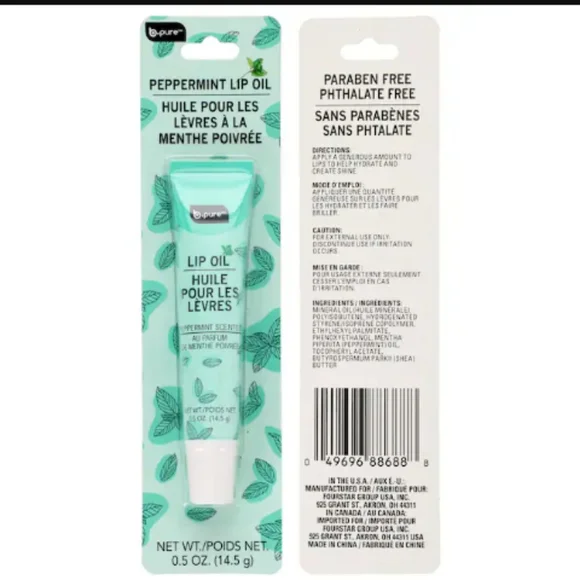 b.pure™
PEPPERMINT LIP OIL
HUILE POUR LES
LÈVRES À LA
MENTHE POIVRÉE
b.pure™
LIP OIL
HUILE
POUR LES
LÈVRES
PEPPERMINT SCENTED
AU PARFUM
DE MENTHE POIVRÉE
NET WT./POIDS NET
0.5 OZ. (14.5 g)
NET WT./POIDS NET.
0.5 OZ. (14.5 g)
PARABEN FREE
PHTHALATE FREE
SANS PARABÈNES
SANS PHTALATE
DIRECTIONS:
APPLY A GENEROUS AMOUNT TO
LIPS TO HELP HYDRATE AND
CREATE SHINE.
MODE D'EMPLOI:
APPLIQUER UNE QUANTITÉ
GÉNÉREUSE SUR LES LÈVRES POUR
LES HYDRATER ET LES FAIRE
BRILLER.
CAUTION:
FOR EXTERNAL USE ONLY.
DISCONTINUE USE IF IRRITATION
OCCURS.
MISE EN GARDE:
POUR USAGE EXTERNE SEULEMENT.
CESSER L'EMPLOI EN CAS
D'IRRITATION.
INGREDIENTS / INGRÉDIENTS:
MINERAL OIL (HUILE MINÉRALE)
POLYISOBUTENE, HYDROGENATED
STYRENE/ISOPRENE COPOLYMER,
ETHYLHEXYL PALMITATE,
PHENOXYETHANOL, MENTHA
PIPERITA (PEPPERMINT) OIL,
TOCOPHERYL ACETATE,
BUTYROSPERMUM PARKII (SHEA)
BUTTER
0 49696 88688 8
IN THE U.S.A. / AUX É.-U.:
MANUFACTURED FOR / FABRIQUÉ POUR:
FOURSTAR GROUP USA, INC.
925 GRANT ST., AKRON, OH 44311
IN CANADA / AU CANADA:
IMPORTED FOR / IMPORTÉ POUR
FOURSTAR GROUP USA, INC.
925 GRANT ST., AKRON, OH 44311
MADE IN CHINA / FABRIQUÉ EN CHINE